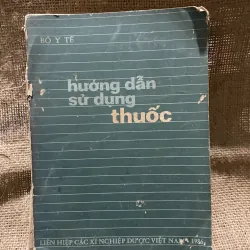 BỘ Y TẾ
hướng dẫn
sử dụng
thuốc
LIÊN HIỆP CÁC XÍ NGHIỆP DƯỢC VIỆT NAM